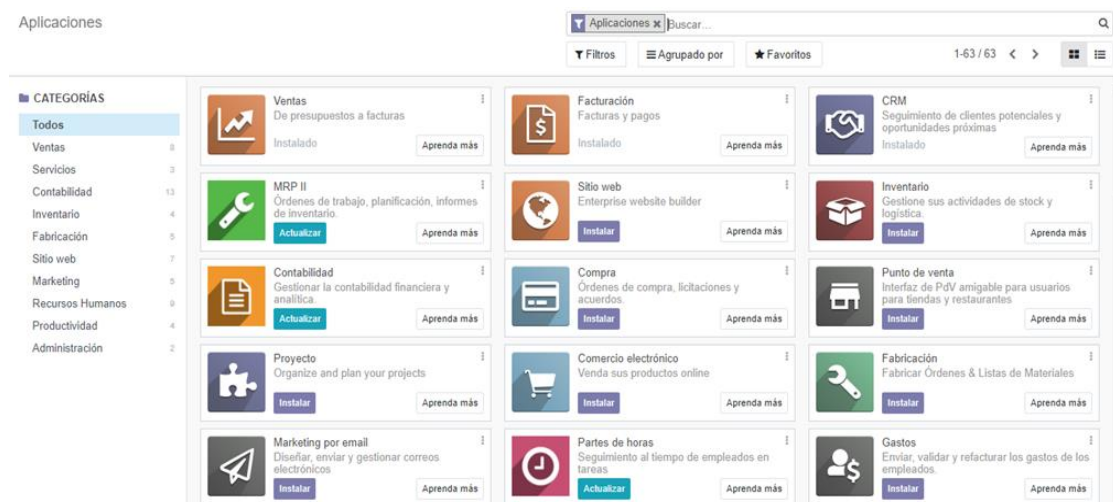 Aplicaciones
Aplicaciones × Buscar...
Filtros
Agrupado por
Favoritos
1-63 / 63
CATEGORÍAS
Todos
Ventas 8
Servicios 3
Contabilidad 13
Inventario 4
Fabricación 5
Sitio web 7
Marketing 5
Recursos Humanos 9
Productividad 4
Administración 2
Ventas
De presupuestos a facturas
Instalado
Aprenda más
Facturación
Facturas y pagos
Instalado
Aprenda más
CRM
Seguimiento de clientes potenciales y
oportunidades próximas
Instalado
Aprenda más
MRP II
Órdenes de trabajo, planificación, informes
de inventario.
Actualizar
Aprenda más
Sitio web
Enterprise website builder
Instalar
Aprenda más
Inventario
Gestione sus actividades de stock y
logística.
Instalar
Aprenda más
Contabilidad
Gestionar la contabilidad financiera y
analítica.
Actualizar
Aprenda más
Compra
Órdenes de compra, licitaciones y
acuerdos.
Instalar
Aprenda más
Punto de venta
Interfaz de PdV amigable para usuarios
para tiendas y restaurantes
Instalar
Aprenda más
Proyecto
Organize and plan your projects
Instalar
Aprenda más
Comercio electrónico
Venda sus productos online
Instalar
Aprenda más
Fabricación
Fabricar Órdenes & Listas de Materiales
Instalar
Aprenda más
Marketing por email
Diseñar, enviar y gestionar correos
electrónicos
Instalar
Aprenda más
Partes de horas
Seguimiento al tiempo de empleados en
tareas
Actualizar
Aprenda más
Gastos
Enviar, validar y refacturar los gastos de los
empleados.
Instalar
Aprenda más